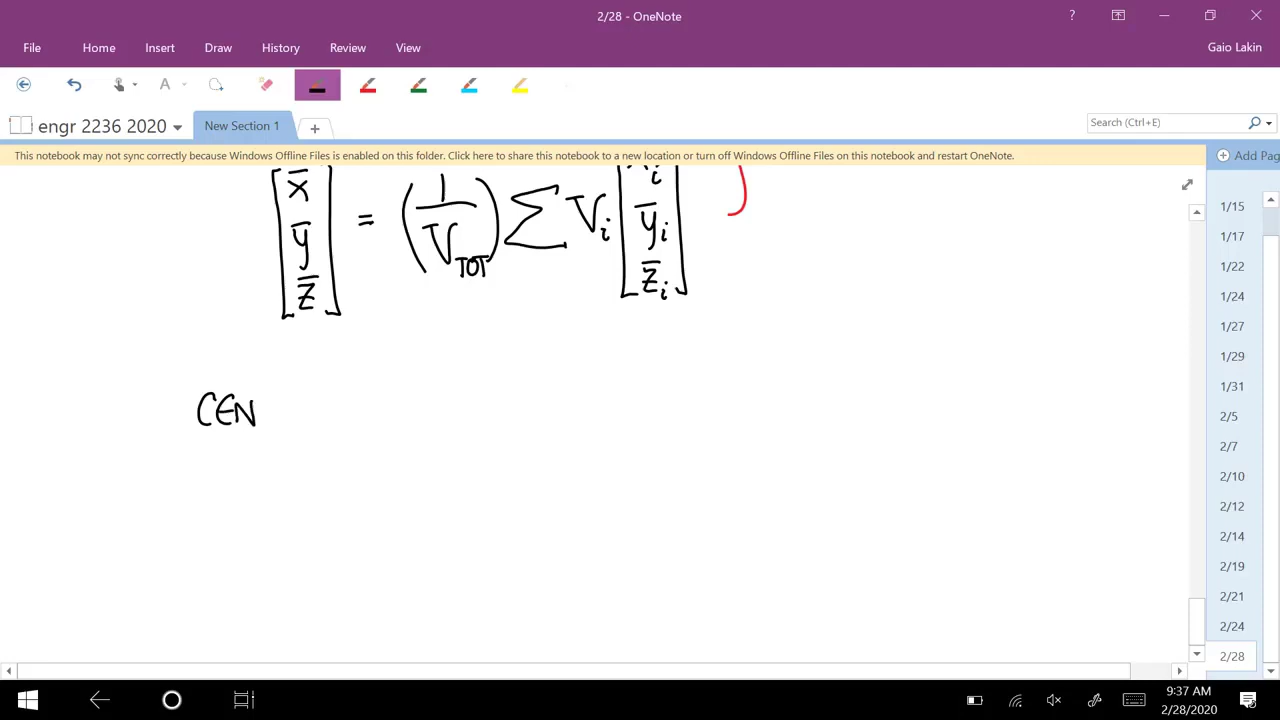 2/28 - OneNote
?
File Home Insert Draw History Review View
Gaio Lakin
A
engr 2236 2020
New Section 1
+
Search (Ctrl+E)
This notebook may not sync correctly because Windows Offline Files is enabled on this folder. Click here to share this notebook to a new location or turn off Windows Offline Files on this notebook and restart OneNote.
Add Pag
[x̅ y̅ z̅] = (1/V_TOT) ∑ V_i [x̅_i y̅_i z̅_i]
CEN
1/15
1/17
1/22
1/24
1/27
1/29
1/31
2/5
2/7
2/10
2/12
2/14
2/19
2/21
2/24
2/28
9:37 AM
2/28/2020